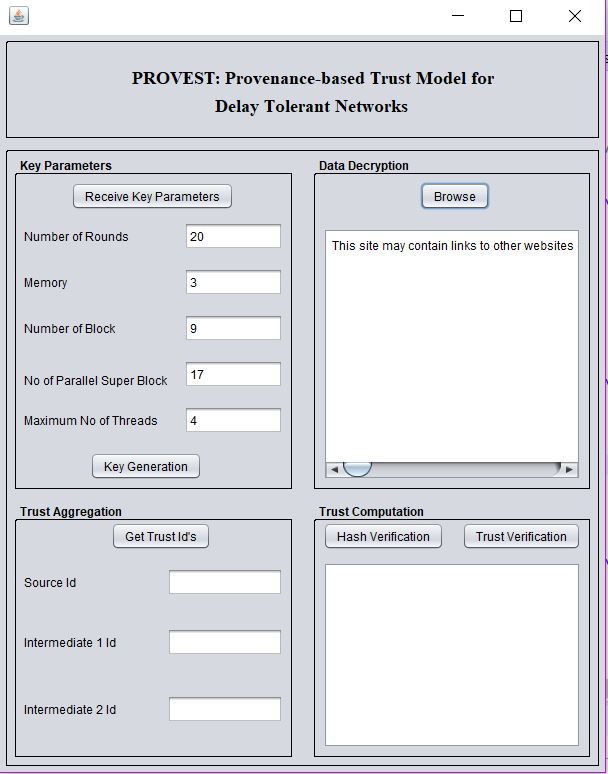 PROVEST: Provenance-based Trust Model for
Delay Tolerant Networks
Key Parameters
Receive Key Parameters
Number of Rounds 20
Memory 3
Number of Block 9
No of Parallel Super Block 17
Maximum No of Threads 4
Key Generation
Data Decryption
Browse
This site may contain links to other websites
Trust Aggregation
Get Trust Id's
Source Id
Intermediate 1 Id
Intermediate 2 Id
Trust Computation
Hash Verification Trust Verification